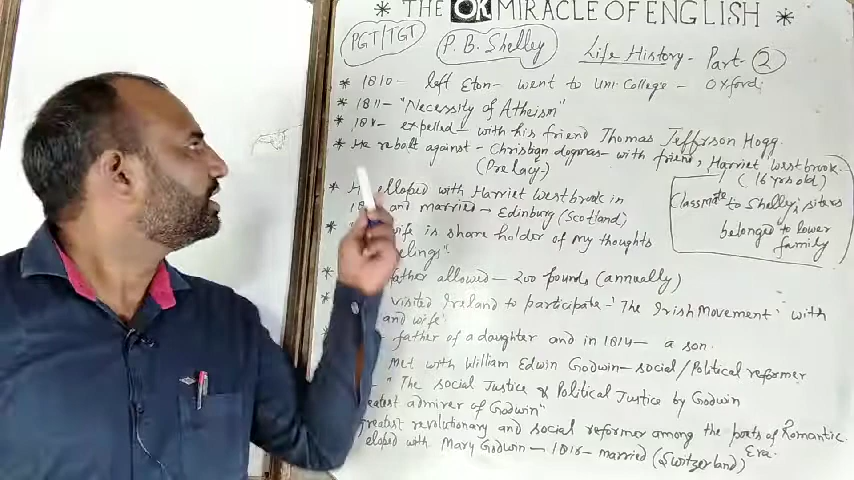 * THE OK MIRACLE OF ENGLISH *
PGT/TGT P. B. Shelley Life History - Part - 2
* 1810 - left Eton - went to Uni. College - Oxford
* 1811 - "Necessity of Atheism"
* expelled - with his friend Thomas Jeffrson Hogg.
* He rebolt against - Christian dogmas - with friend, Harriet Westbrook.
(Prelacy) (16 yrs old)
Classmate to Shelley's sisters
belonged to lower
family
* elloped with Harriet Westbrook in
and married - Edinburg (Scotland)
* wife is share holder of my thoughts
elings".
* father allowed - 200 pounds (annually)
* visited Ireland to participate - 'The Irish Movement' with
and wife.
father of a daughter and in 1814 - a son.
met with William Edwin Godwin - social/Political reformer
- "The social Justice & Political Justice by Godwin
eatest admirer of Godwin"
greatest revolutionary and social reformer among the poets of Romantic Era.
eloped with Mary Godwin - 1816 - married (Switzerland)